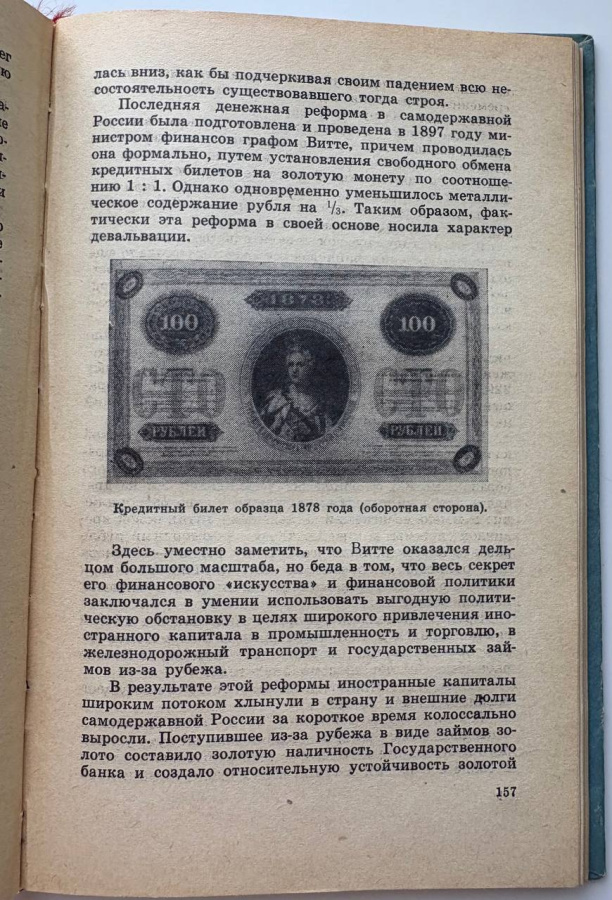 лась вниз, как бы подчеркивая своим падением всю не-
состоятельность существовавшего тогда строя.
Последняя денежная реформа в самодержавной
России была подготовлена и проведена в 1897 году ми-
нистром финансов графом Витте, причем проводилась
она формально, путем установления свободного обмена
кредитных билетов на золотую монету по соотноше-
нию 1 : 1. Однако одновременно уменьшилось металли-
ческое содержание рубля на ¹/₃. Таким образом, фак-
тически эта реформа в своей основе носила характер
девальвации.
1878
100
100
СТО
СТО
РУБЛЕЙ
РУБЛЕЙ
Кредитный билет образца 1878 года (оборотная сторона).
Здесь уместно заметить, что Витте оказался дель-
цом большого масштаба, но беда в том, что весь секрет
его финансового «искусства» и финансовой политики
заключался в умении использовать выгодную полити-
ческую обстановку в целях широкого привлечения ино-
странного капитала в промышленность и торговлю, в
железнодорожный транспорт и государственных зай-
мов из-за рубежа.
В результате этой реформы иностранные капиталы
широким потоком хлынули в страну и внешние долги
самодержавной России за короткое время колоссально
выросли. Поступившее из-за рубежа в виде займов зо-
лото составило золотую наличность Государственного
банка и создало относительную устойчивость золотой
157